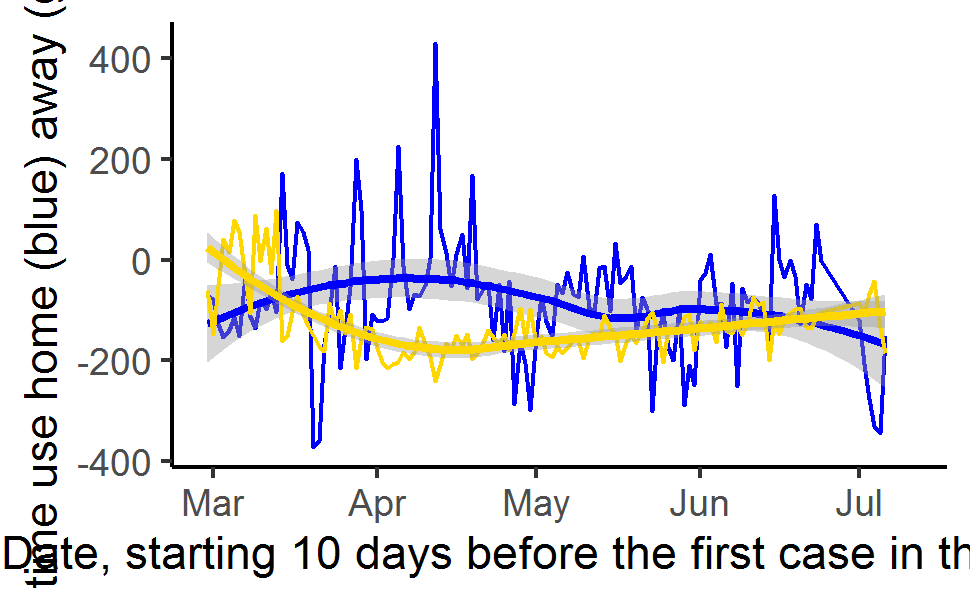 time use home (blue) away (
400
200
0
-200
-400
Mar Apr May Jun Jul
Date, starting 10 days before the first case in th